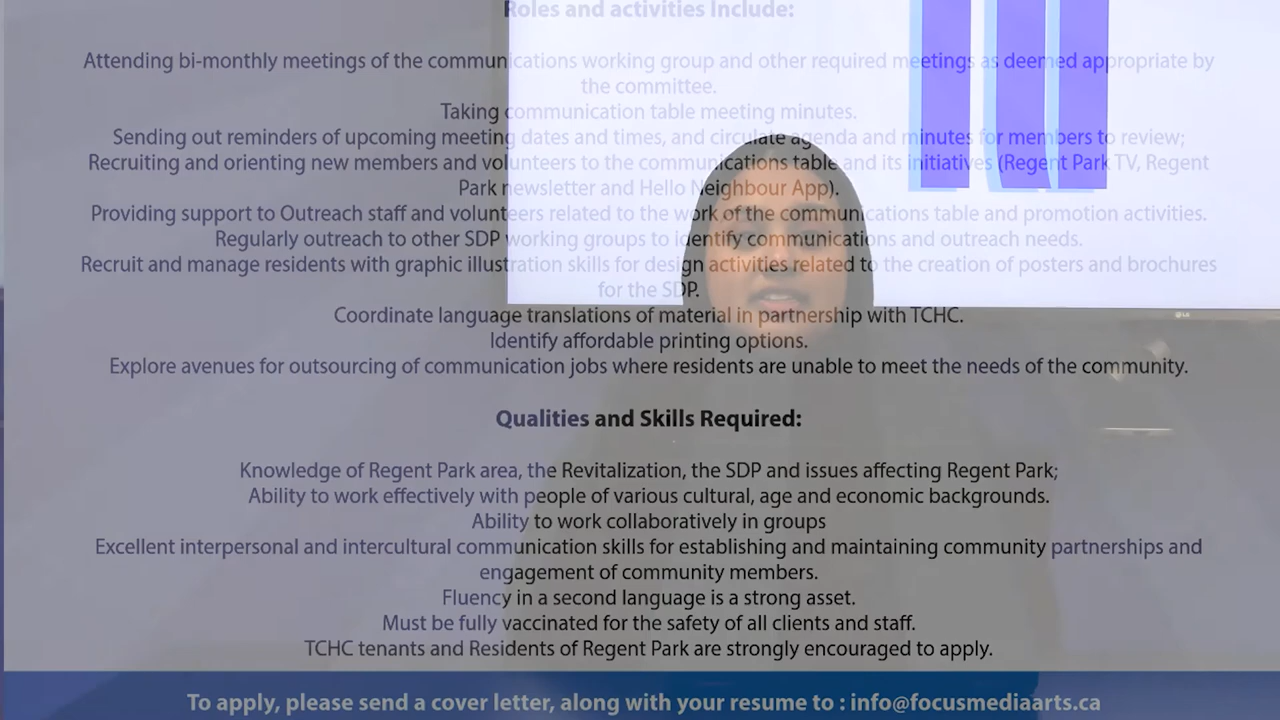 Roles and activities Include:
Attending bi-monthly meetings of the communications working group and other required meetings as deemed appropriate by
the committee.
Taking communication table meeting minutes.
Sending out reminders of upcoming meeting dates and times, and circulate agenda and minutes for members to review;
Recruiting and orienting new members and volunteers to the communications table and its initiatives (Regent Park TV, Regent
Park newsletter and Hello Neighbour App).
Providing support to Outreach staff and volunteers related to the work of the communications table and promotion activities.
Regularly outreach to other SDP working groups to identify communications and outreach needs.
Recruit and manage residents with graphic illustration skills for design activities related to the creation of posters and brochures
for the SDP.
Coordinate language translations of material in partnership with TCHC.
Identify affordable printing options.
Explore avenues for outsourcing of communication jobs where residents are unable to meet the needs of the community.
Qualities and Skills Required:
Knowledge of Regent Park area, the Revitalization, the SDP and issues affecting Regent Park;
Ability to work effectively with people of various cultural, age and economic backgrounds.
Ability to work collaboratively in groups
Excellent interpersonal and intercultural communication skills for establishing and maintaining community partnerships and
engagement of community members.
Fluency in a second language is a strong asset.
Must be fully vaccinated for the safety of all clients and staff.
TCHC tenants and Residents of Regent Park are strongly encouraged to apply.
To apply, please send a cover letter, along with your resume to : info@focusmediaarts.ca
LG